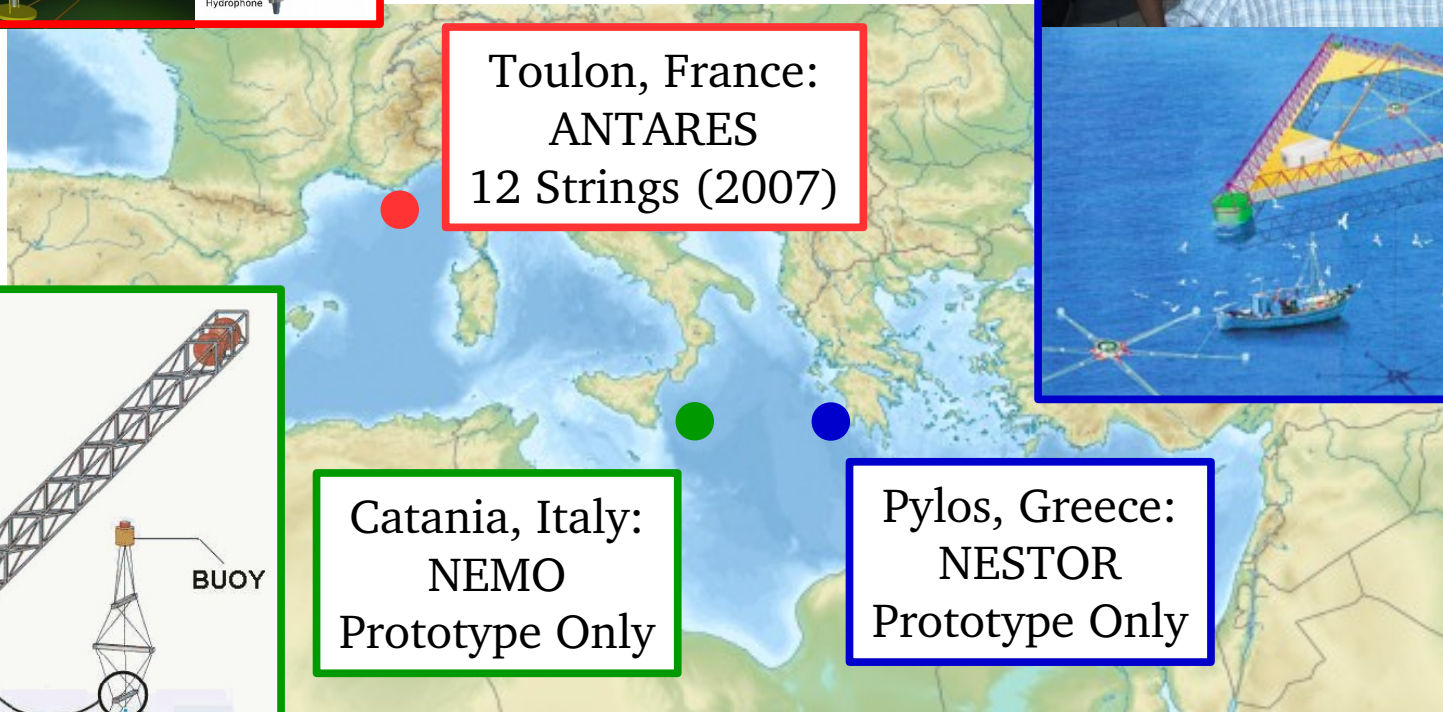 Hydrophone
Toulon, France:
ANTARES
12 Strings (2007)
BUOY
Catania, Italy:
NEMO
Prototype Only
Pylos, Greece:
NESTOR
Prototype Only